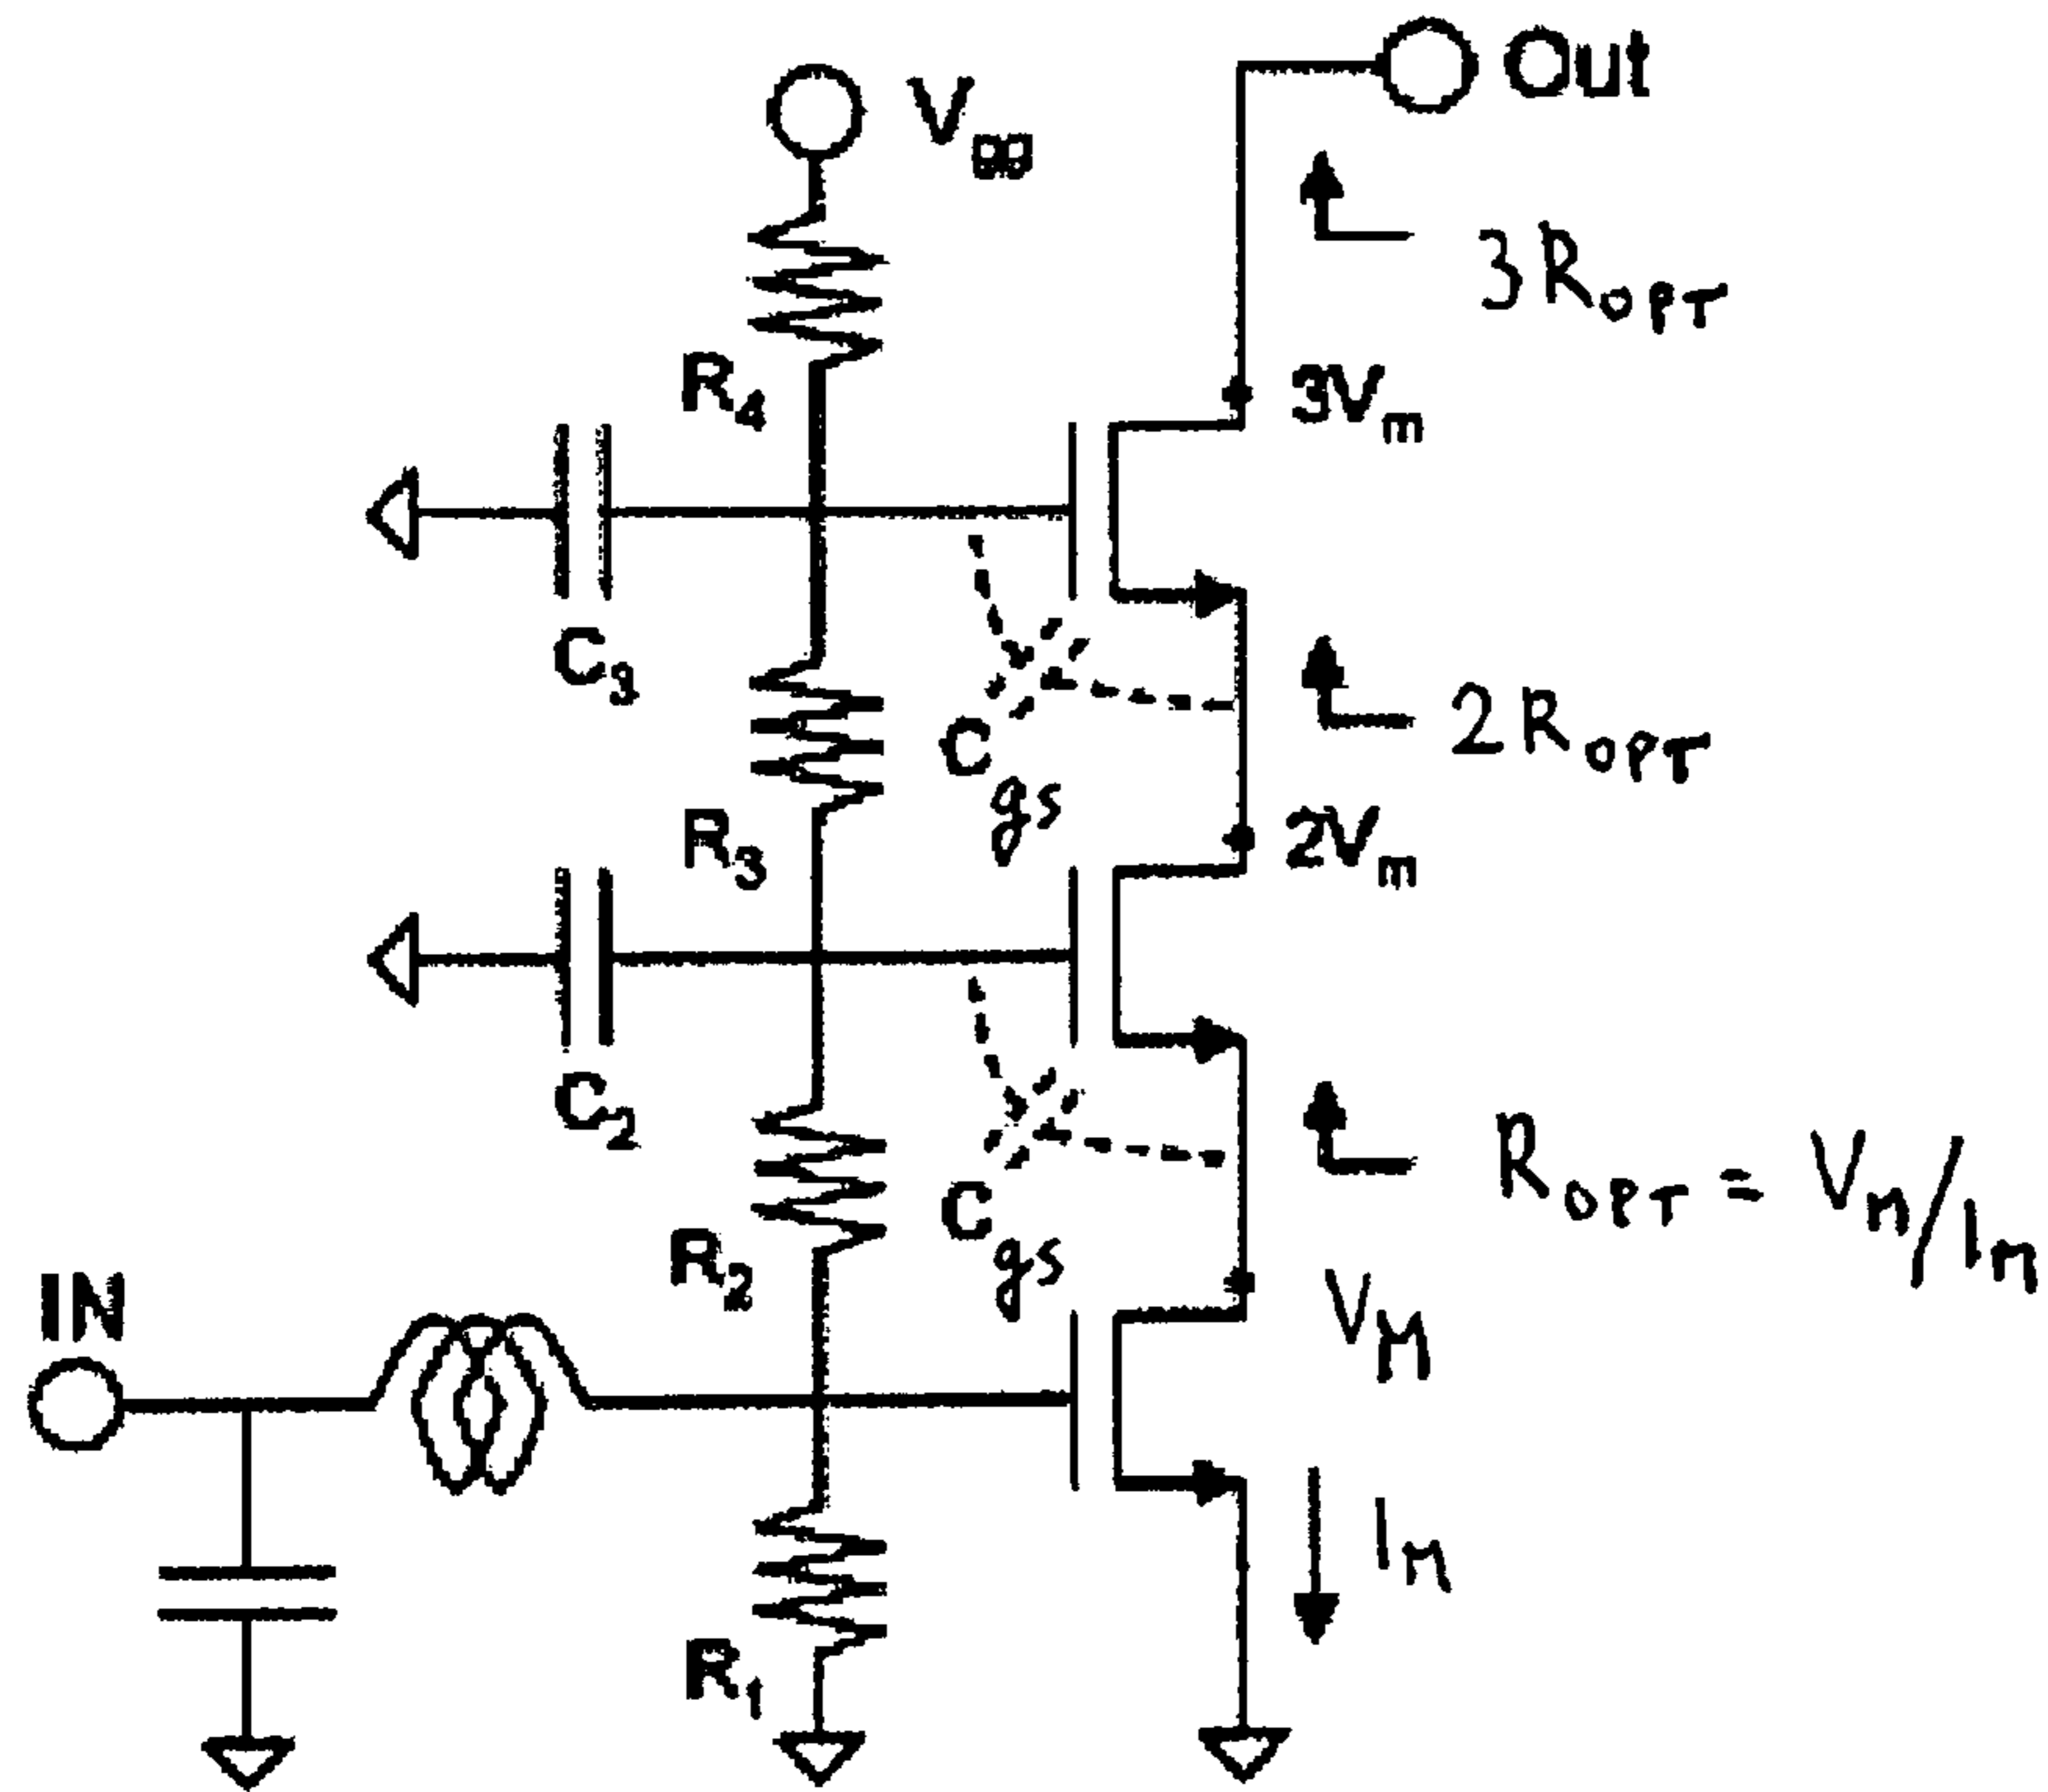 Out
V_BB
3R_OPT
R_4
3V_m
C_3
2R_OPT
C_gs
R_3
2V_m
C_2
R_OPT = V_m/I_m
R_2
C_gs
IN
V_M
I_M
R_1